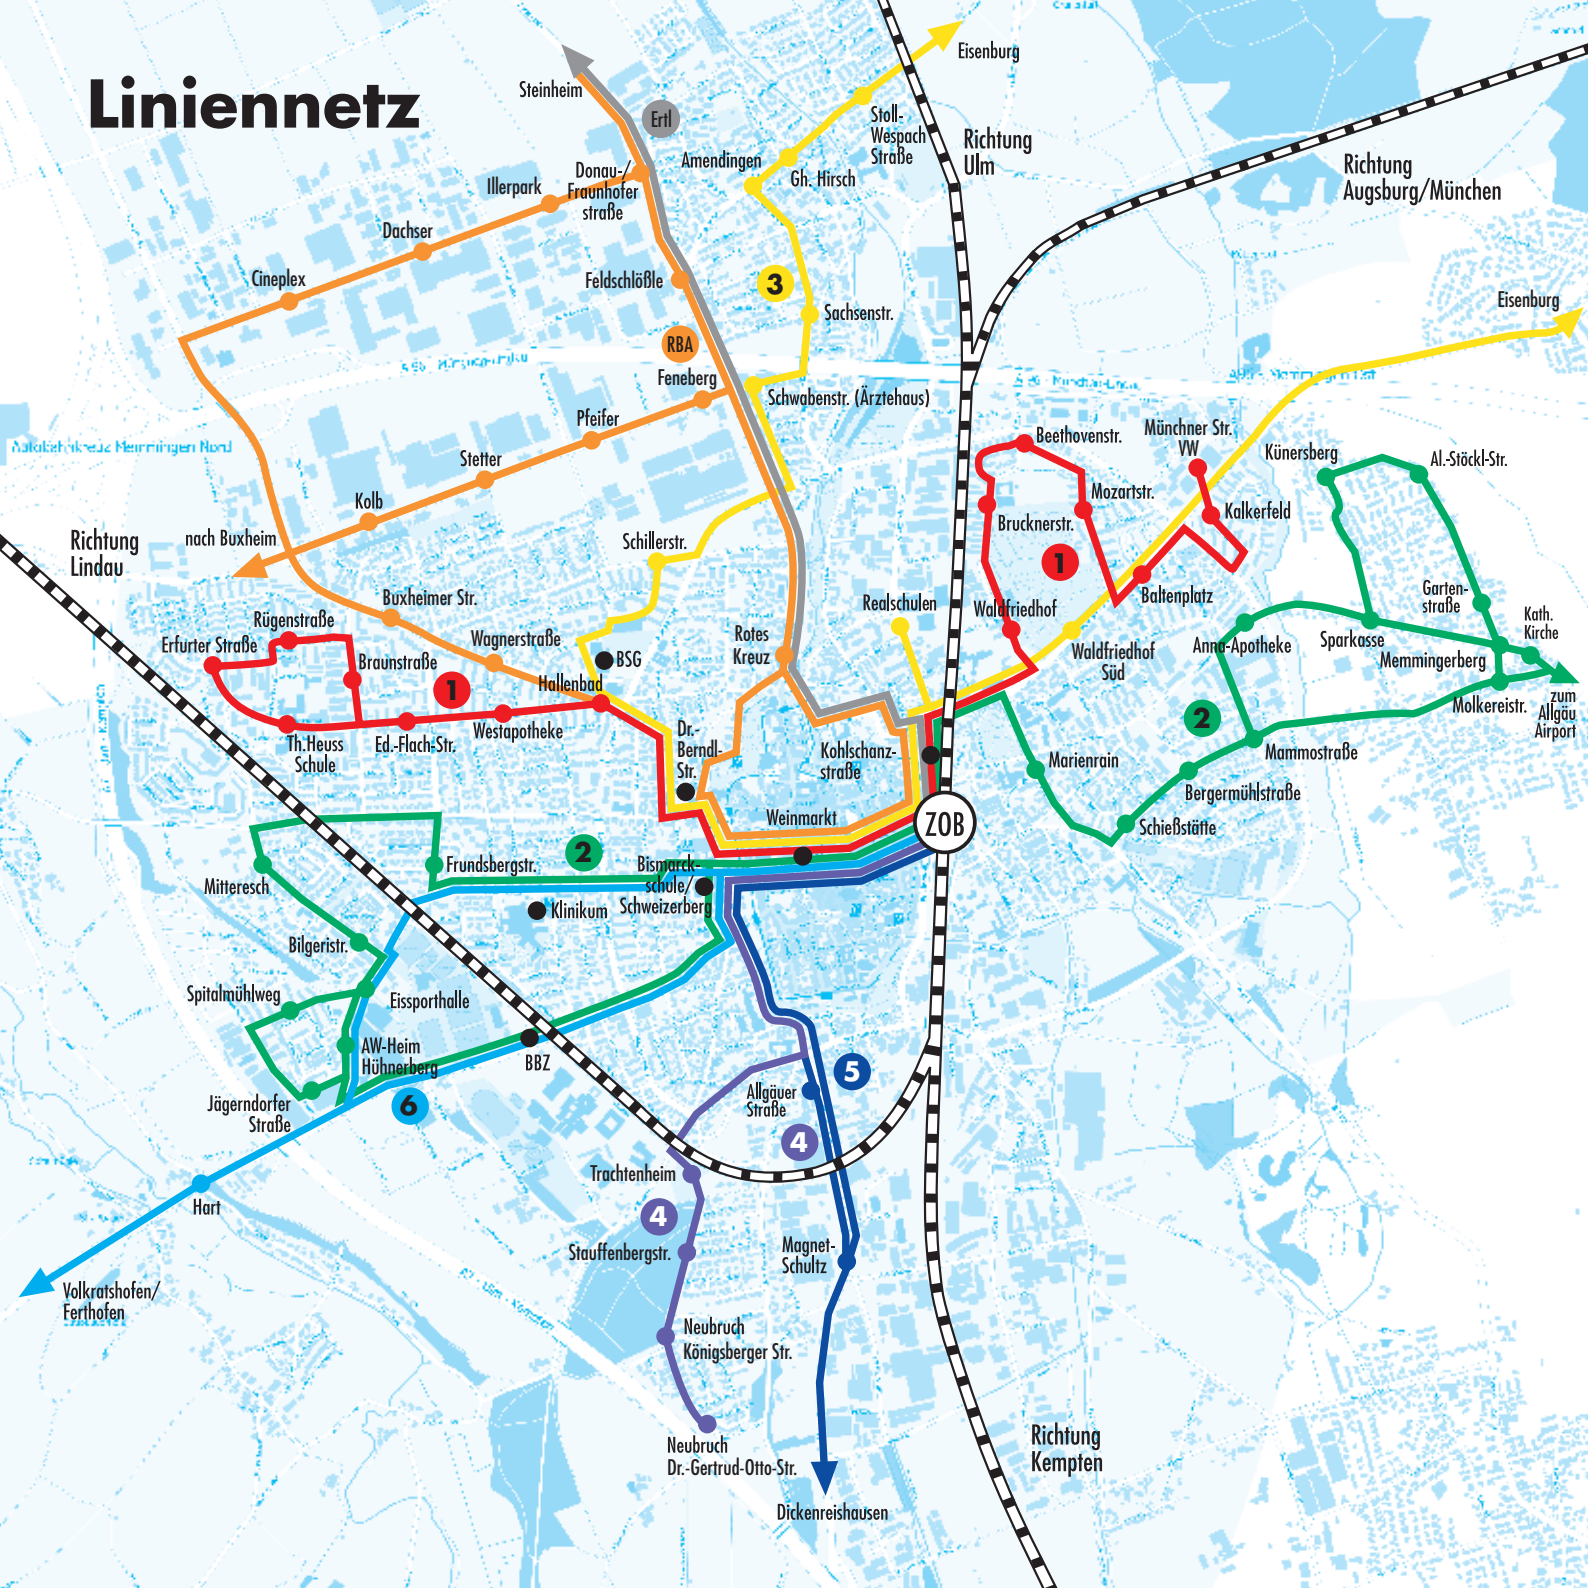 Liniennetz
Steinheim
Ertl
Eisenburg
Stoll-
Wespach
Straße
Amendingen
Gh. Hirsch
Richtung
Ulm
Richtung
Augsburg/München
Donau-/
Fraunhofer
straße
Illerpark
Dachser
Cineplex
Feldschlößle
3
Sachsenstr.
Eisenburg
RBA
Feneberg
Schwabenstr. (Ärztehaus)
Pfeifer
Stetter
Kolb
nach Buxheim
Autobahnkreuz Memmingen Nord
Richtung
Lindau
Beethovenstr.
Münchner Str.
VW
Künersberg
Al.-Stöckl-Str.
Mozartstr.
Brucknerstr.
Kalkerfeld
1
Schillerstr.
Realschulen
Waldfriedhof
Baltenplatz
Garten-
straße
Kath.
Kirche
Buxheimer Str.
Rügenstraße
Erfurter Straße
Braunstraße
Wagnerstraße
BSG
Rotes
Kreuz
Waldfriedhof
Süd
Anna-Apotheke
Sparkasse
Memmingerberg
1
Hallenbad
Molkereistr.
zum
Allgäu
Airport
2
Th.Heuss
Schule
Ed.-Flach-Str.
Westapotheke
Dr.-
Berndl-
Str.
Kohlschanz-
straße
Marienrain
Mammostraße
Bergermühlstraße
Schießstätte
Weinmarkt
ZOB
2
Frundsbergstr.
Mitteresch
Bismarck-
schule/
Schweizerberg
Klinikum
Bilgeristr.
Spitalmühlweg
Eissporthalle
AW-Heim
Hühnerberg
BBZ
Jägerndorfer
Straße
6
5
Allgäuer
Straße
4
Trachtenheim
4
Hart
Stauffenbergstr.
Magnet-
Schultz
Volkratshofen/
Ferthofen
Neubruch
Königsberger Str.
Neubruch
Dr.-Gertrud-Otto-Str.
Richtung
Kempten
Dickenreishausen